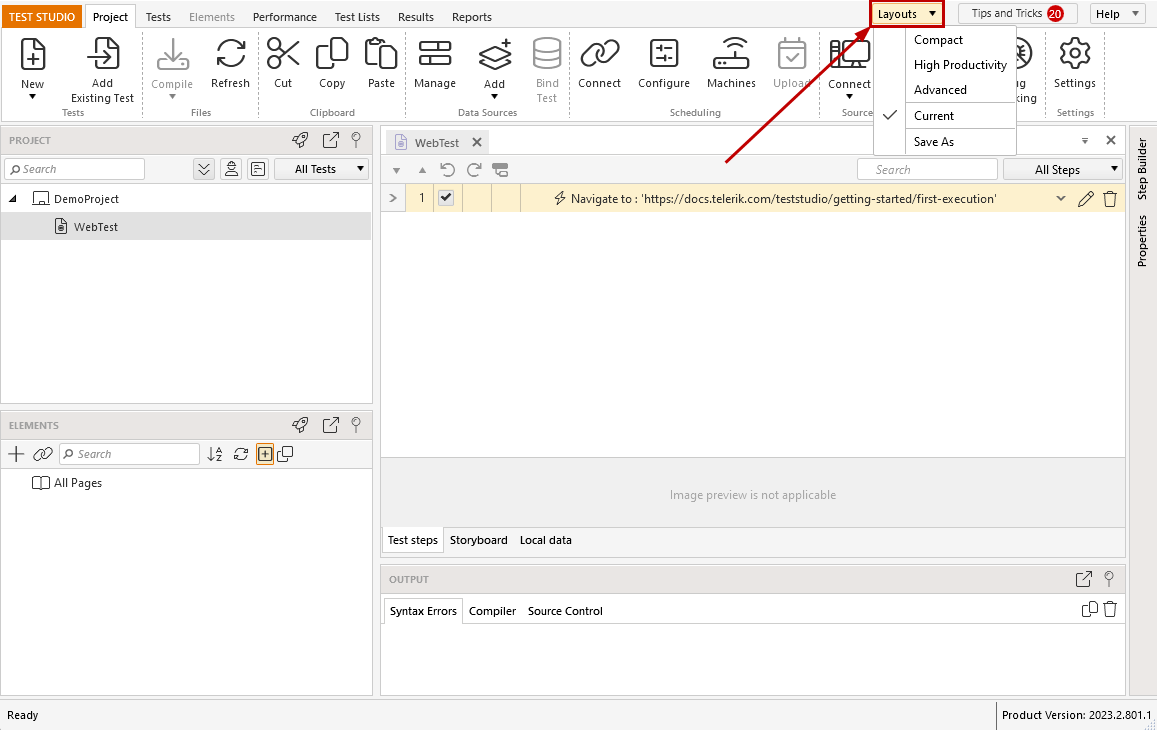 TEST STUDIO
Project
Tests
Elements
Performance
Test Lists
Results
Reports
Layouts
Tips and Tricks 20
Help
New
Add
Existing Test
Tests
Compile
Refresh
Files
Cut
Copy
Paste
Clipboard
Manage
Add
Bind
Test
Data Sources
Connect
Configure
Machines
Upload
Scheduling
Connect
Source
Settings
Settings
Compact
High Productivity
Advanced
Current
Save As
PROJECT
Search
All Tests
DemoProject
WebTest
ELEMENTS
Search
All Pages
WebTest
Search
All Steps
1
Navigate to : 'https://docs.telerik.com/teststudio/getting-started/first-execution'
Image preview is not applicable
Test steps
Storyboard
Local data
OUTPUT
Syntax Errors
Compiler
Source Control
Step Builder
Properties
Ready
Product Version: 2023.2.801.1